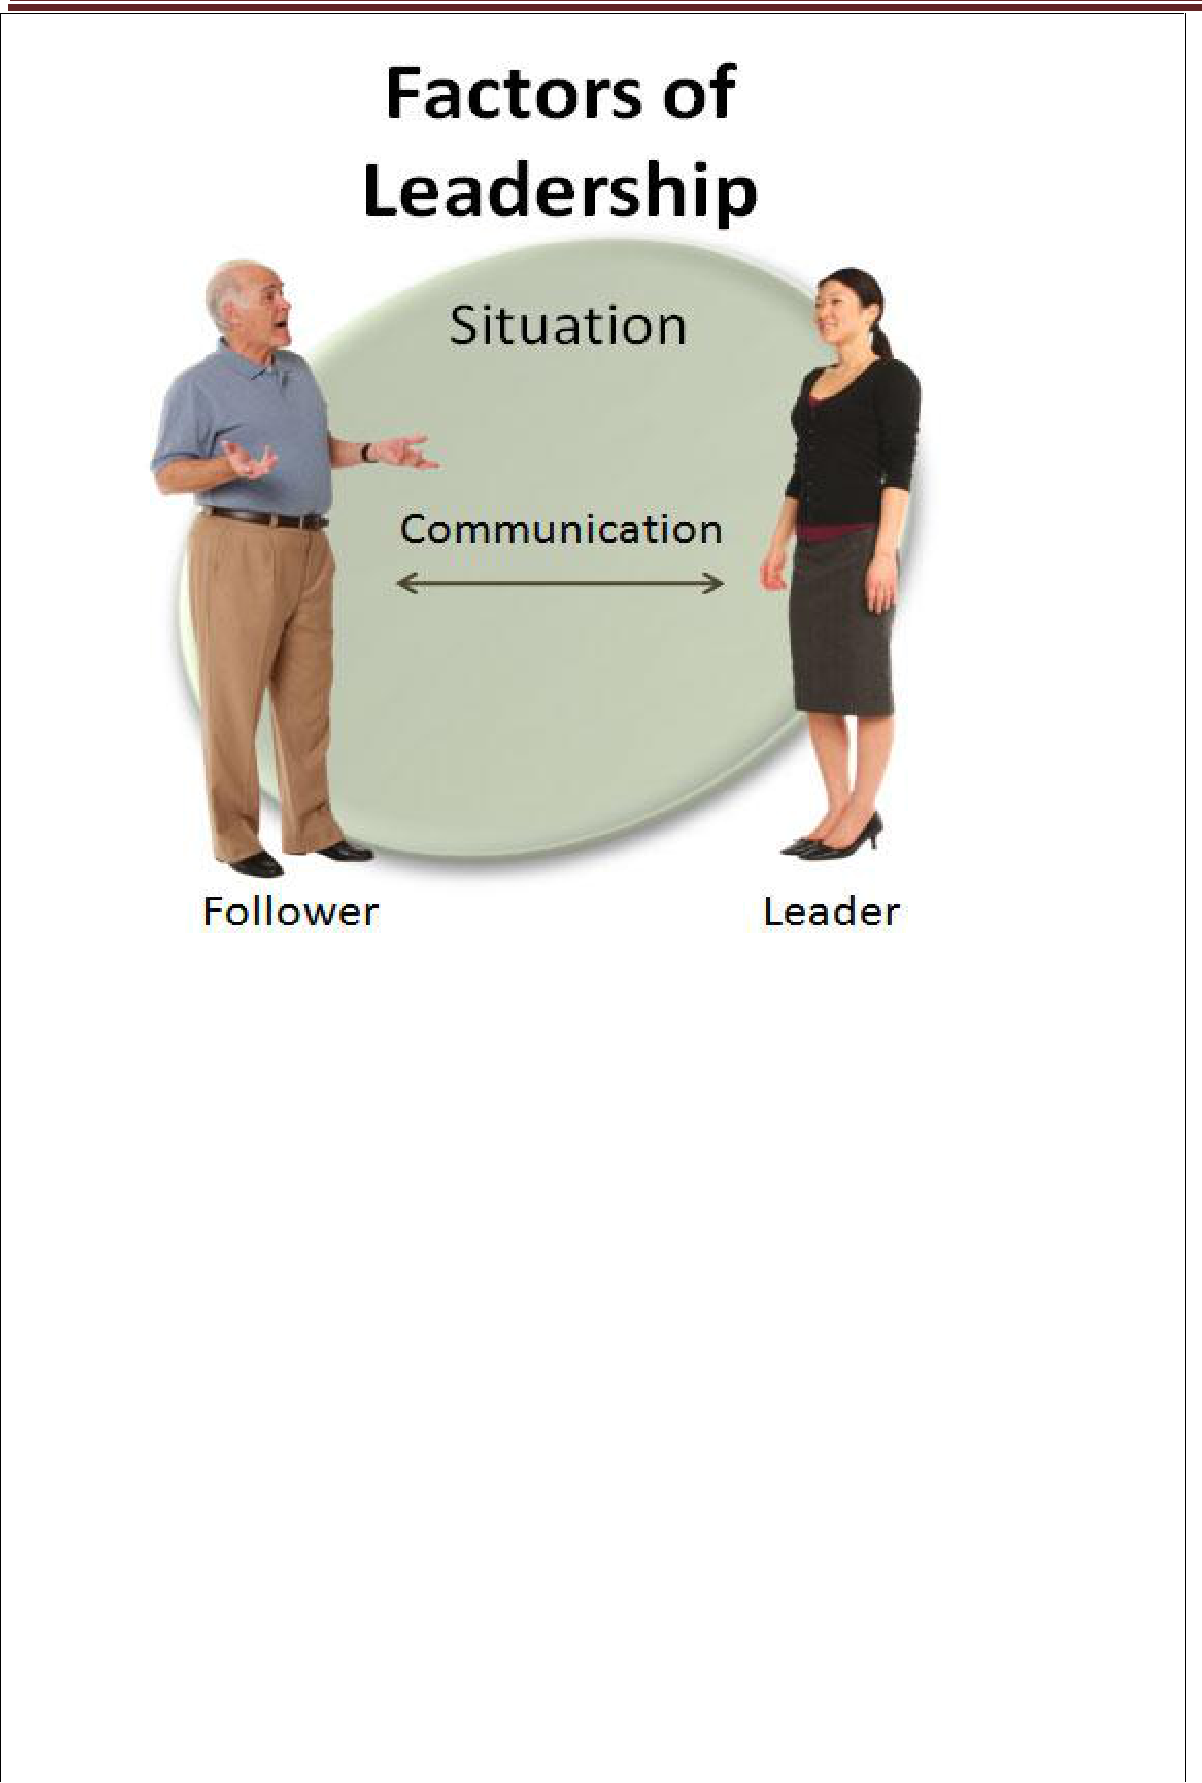 Factors of
Leadership
Situation
Communication
Follower
Leader